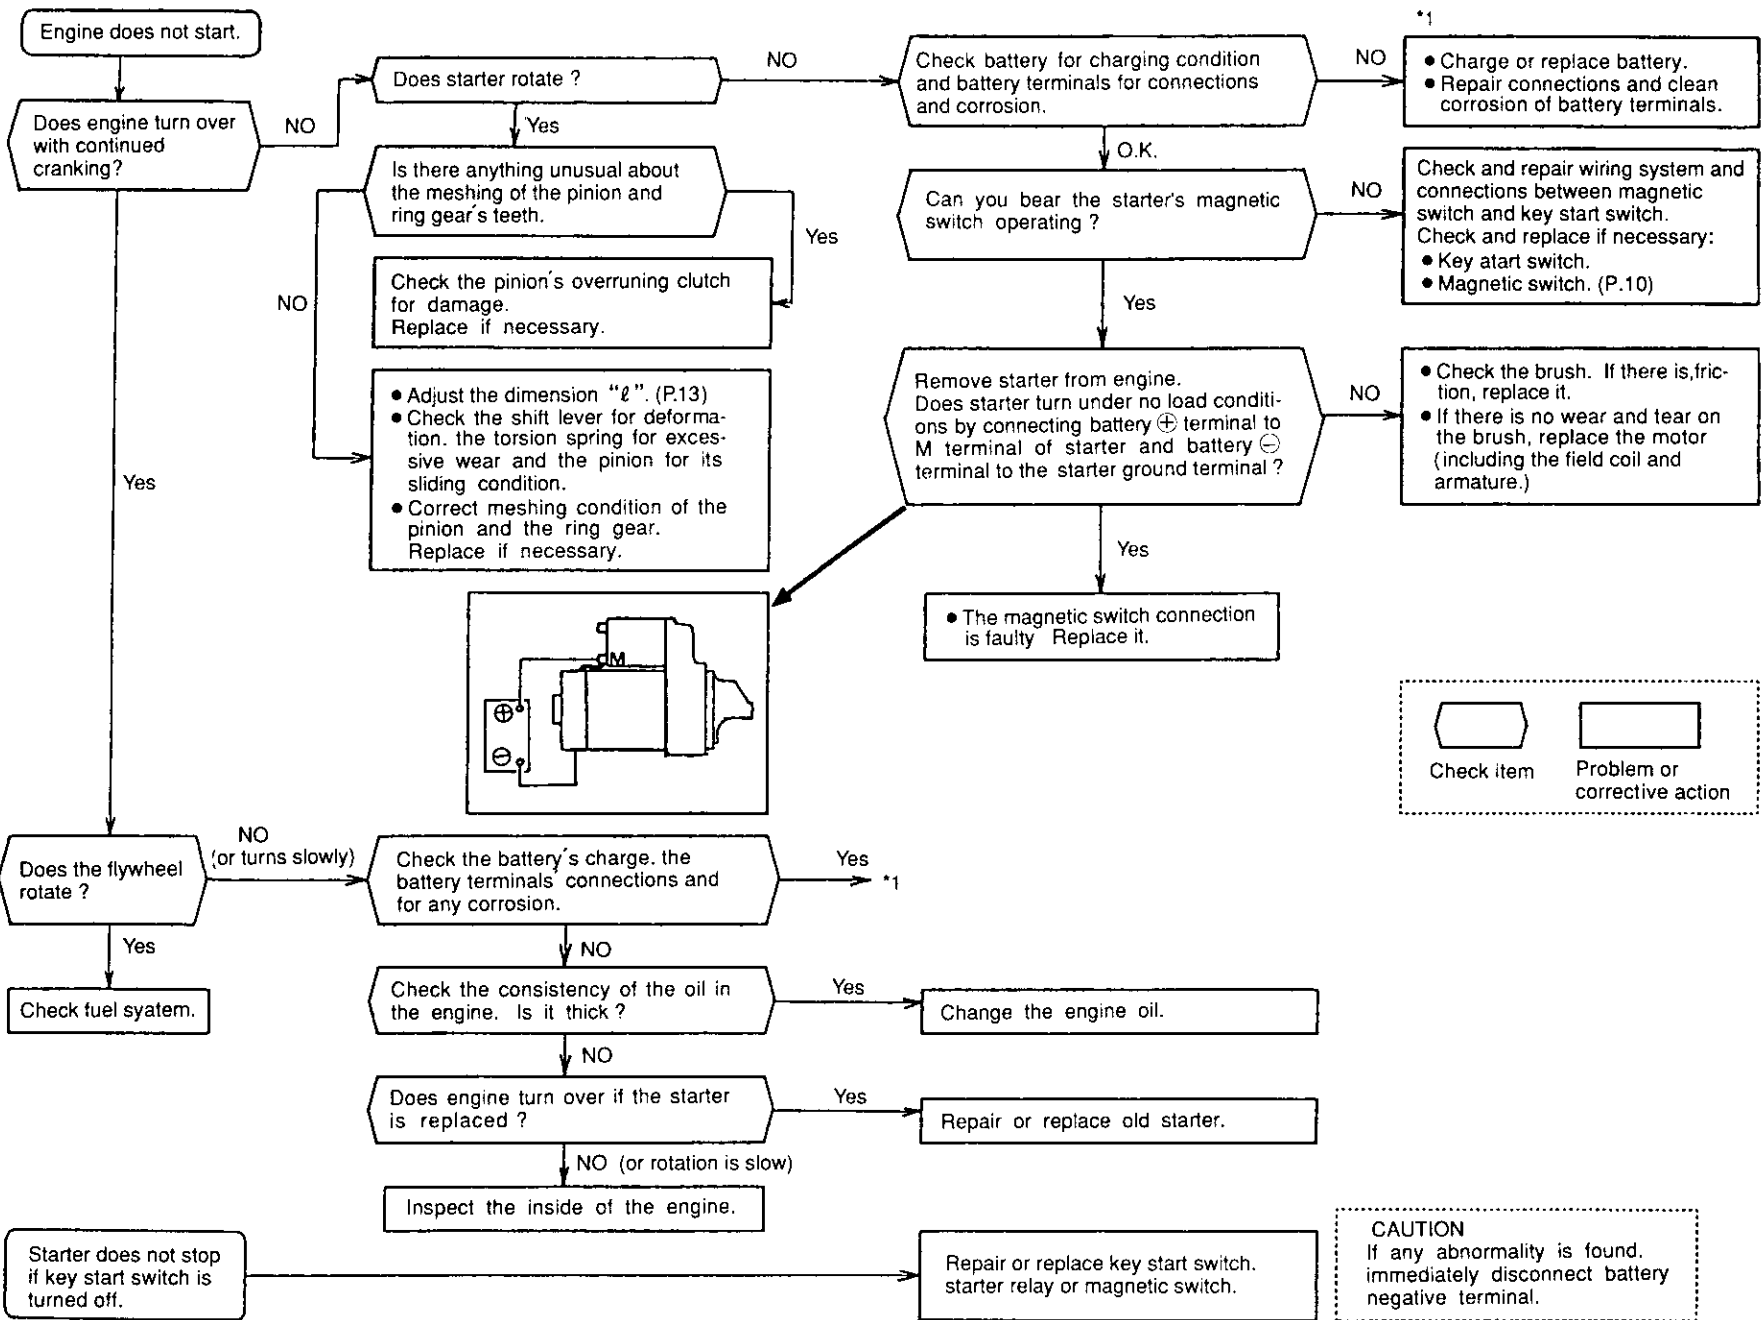 Engine does not start.
Does engine turn over
with continued
cranking?
NO
Does starter rotate ?
NO
Check battery for charging condition
and battery terminals for connections
and corrosion.
NO
*1
● Charge or replace battery.
● Repair connections and clean
corrosion of battery terminals.
Yes
Is there anything unusual about
the meshing of the pinion and
ring gear's teeth.
Yes
Check the pinion's overruning clutch
for damage.
Replace if necessary.
NO
● Adjust the dimension "ℓ". (P.13)
● Check the shift lever for deforma-
tion. the torsion spring for exces-
sive wear and the pinion for its
sliding condition.
● Correct meshing condition of the
pinion and the ring gear.
Replace if necessary.
O.K.
Can you bear the starter's magnetic
switch operating ?
NO
Check and repair wiring system and
connections between magnetic
switch and key start switch.
Check and replace if necessary:
● Key atart switch.
● Magnetic switch. (P.10)
Yes
Remove starter from engine.
Does starter turn under no load conditi-
ons by connecting battery ⊕ terminal to
M terminal of starter and battery ⊖
terminal to the starter ground terminal ?
NO
● Check the brush. If there is,fric-
tion, replace it.
● If there is no wear and tear on
the brush, replace the motor
(including the field coil and
armature.)
Yes
● The magnetic switch connection
is faulty Replace it.
M
⊕
⊖
Check item
Problem or
corrective action
Yes
Does the flywheel
rotate ?
NO
(or turns slowly)
Check the battery's charge. the
battery terminals' connections and
for any corrosion.
Yes
*1
Yes
Check fuel syatem.
NO
Check the consistency of the oil in
the engine. Is it thick ?
Yes
Change the engine oil.
NO
Does engine turn over if the starter
is replaced ?
Yes
Repair or replace old starter.
NO (or rotation is slow)
Inspect the inside of the engine.
Starter does not stop
if key start switch is
turned off.
Repair or replace key start switch.
starter relay or magnetic switch.
CAUTION
If any abnormality is found.
immediately disconnect battery
negative terminal.